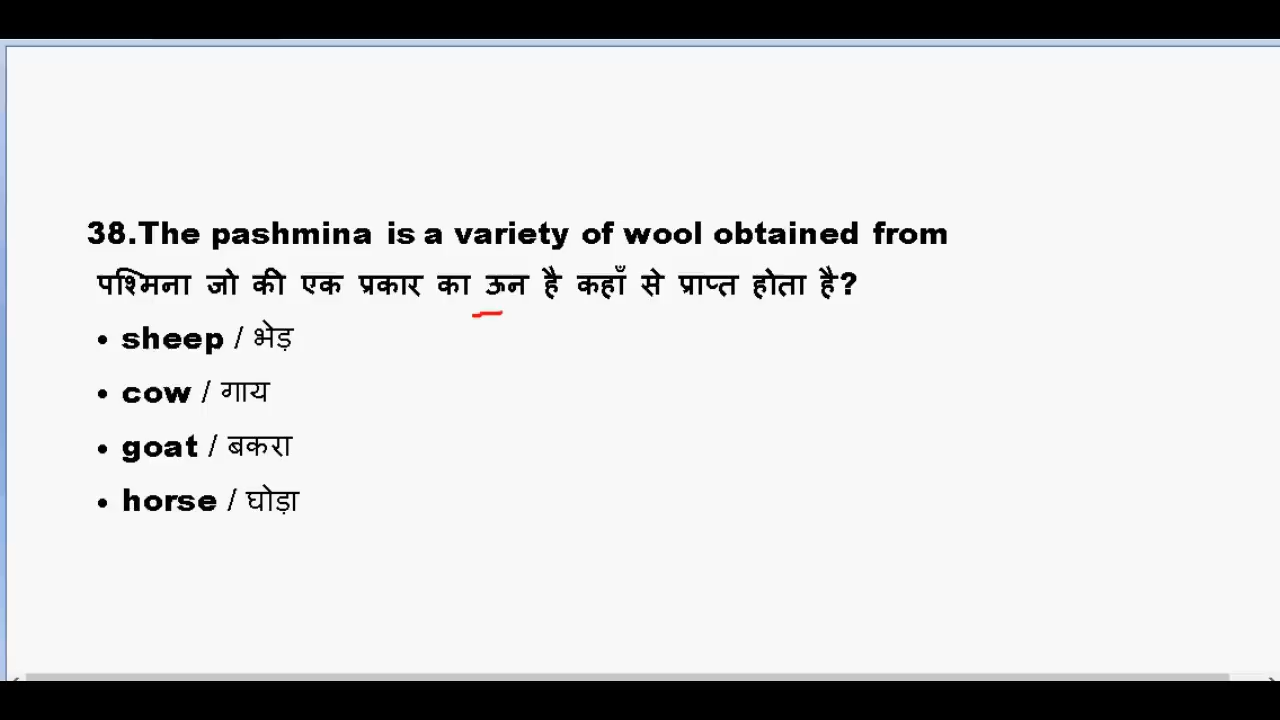 38.The pashmina is a variety of wool obtained from
पश्मिना जो की एक प्रकार का ऊन है कहाँ से प्राप्त होता है?
• sheep / भेड़
• cow / गाय
• goat / बकरा
• horse / घोड़ा